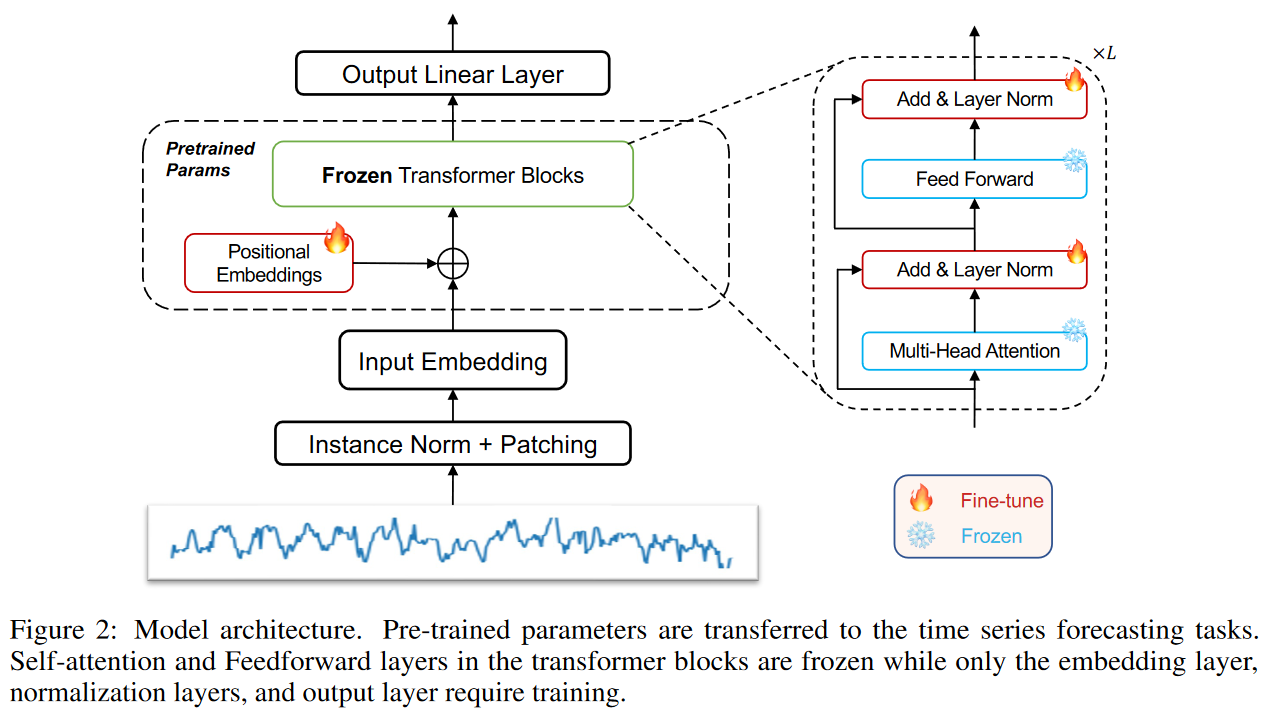 Output Linear Layer
Pretrained
Params
Frozen Transformer Blocks
Positional
Embeddings
Input Embedding
Instance Norm + Patching
×L
Add & Layer Norm
Feed Forward
Add & Layer Norm
Multi-Head Attention
Fine-tune
Frozen
Figure 2: Model architecture. Pre-trained parameters are transferred to the time series forecasting tasks.
Self-attention and Feedforward layers in the transformer blocks are frozen while only the embedding layer,
normalization layers, and output layer require training.